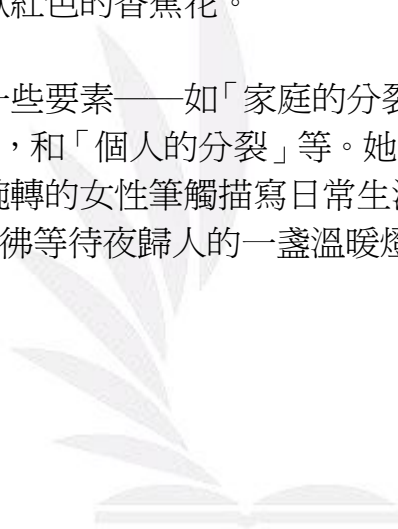 紅色的香蕉花。
一些要素——如「家庭的分裂
,和「個人的分裂」等。她
婉轉的女性筆觸描寫日常生活
彿等待夜歸人的一盞溫暖燈